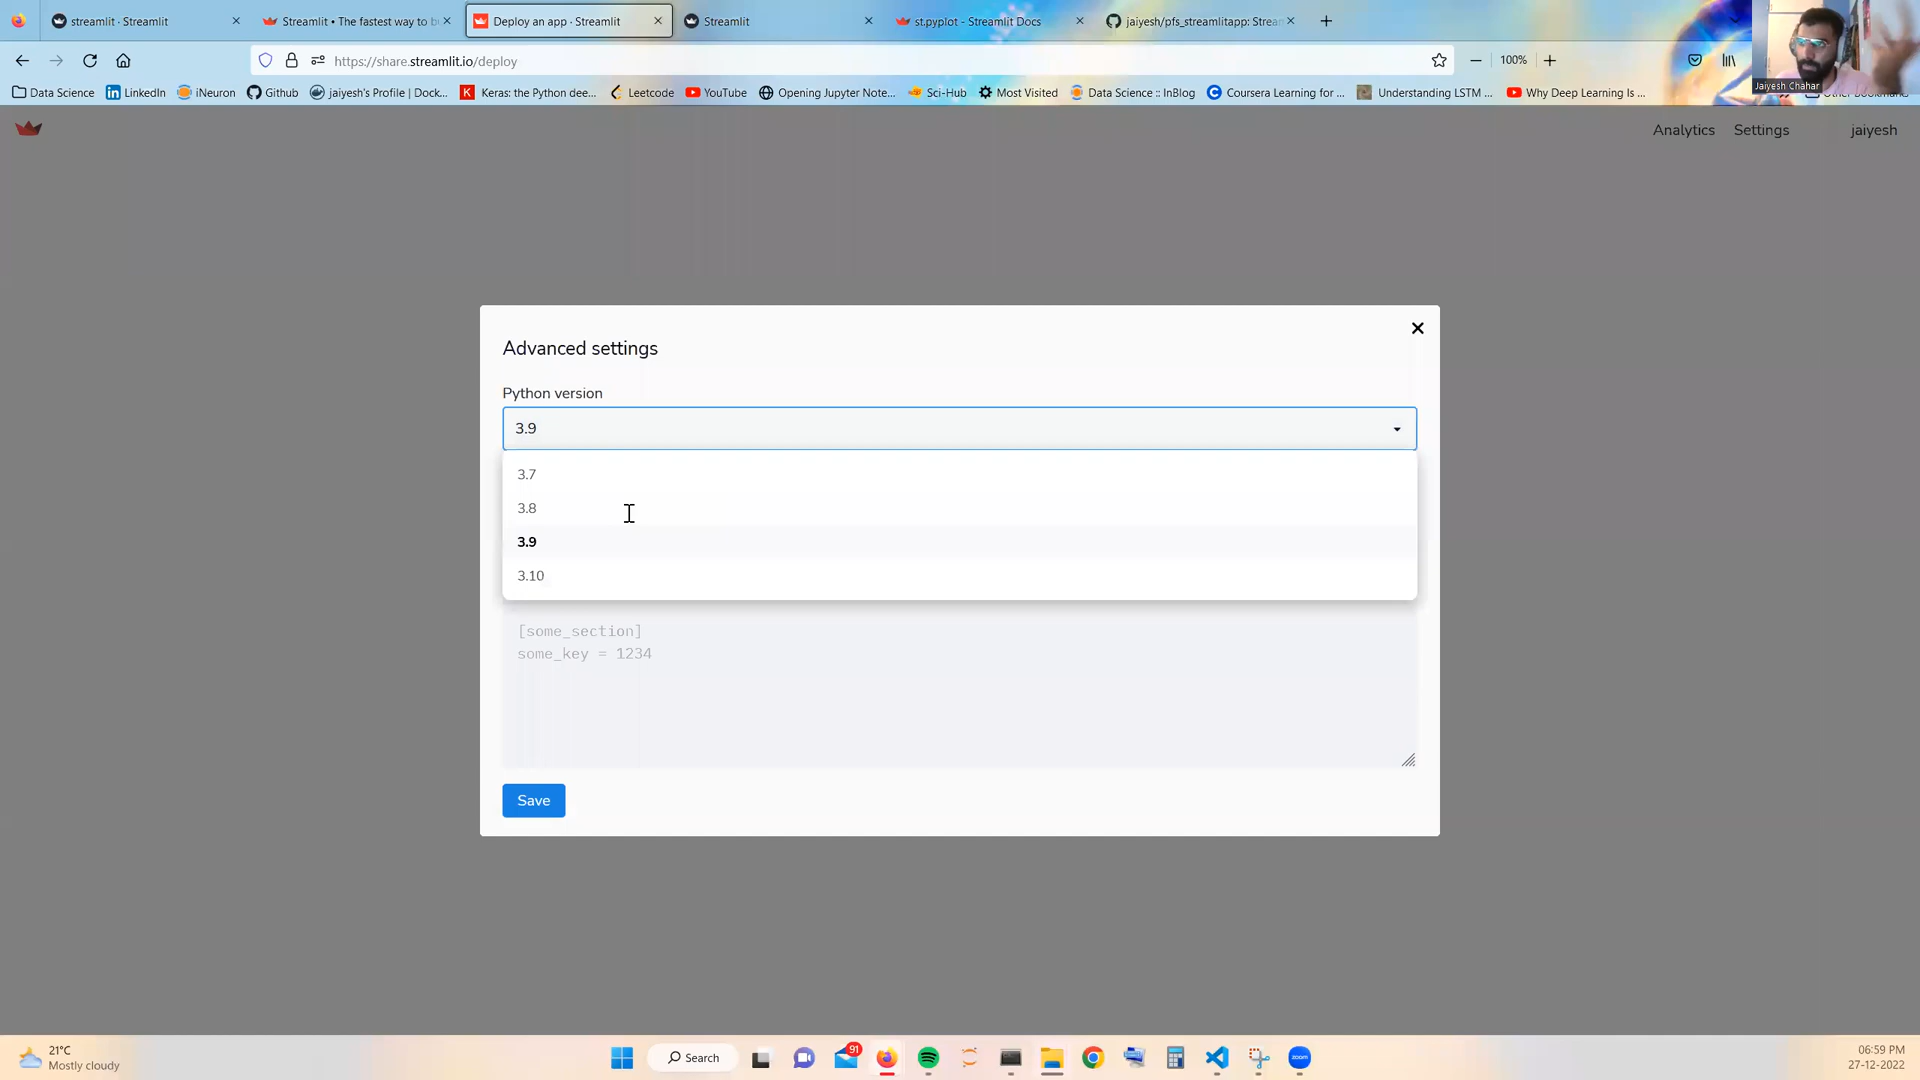 streamlit · Streamlit
Streamlit • The fastest way to b
Deploy an app · Streamlit
Streamlit
st.pyplot - Streamlit Docs
jaiyesh/pfs_streamlitapp: Strea
https://share.streamlit.io/deploy
100%
Data Science
LinkedIn
iNeuron
Github
jaiyesh's Profile | Dock...
Keras: the Python dee...
Leetcode
YouTube
Opening Jupyter Note...
Sci-Hub
Most Visited
Data Science :: InBlog
Coursera Learning for ...
Understanding LSTM ...
Why Deep Learning Is ...
Other Bookmarks
Jaiyesh Chahar
Analytics
Settings
jaiyesh
Advanced settings
Python version
3.9
3.7
3.8
3.9
3.10
[some_section]
some_key = 1234
Save
21°C
Mostly cloudy
Search
91
zoom
06:59 PM
27-12-2022